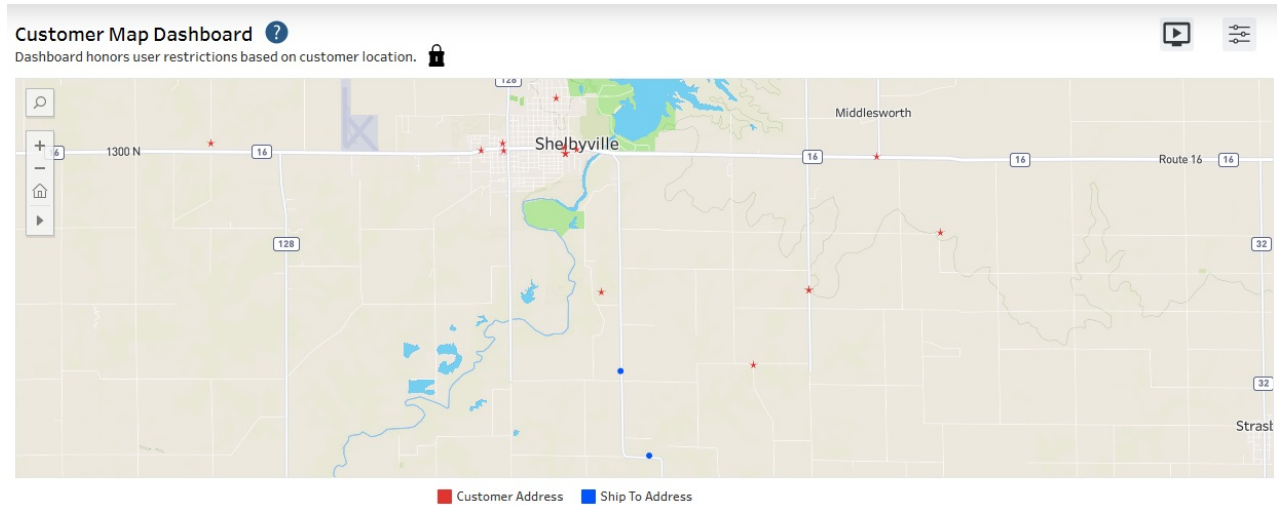 Customer Map Dashboard ?
Dashboard honors user restrictions based on customer location.
128
Middlesworth
Shelbyville
+
6
1300 N
16
16
16
Route 16
16
−
128
32
32
Strasb
Customer Address
Ship To Address